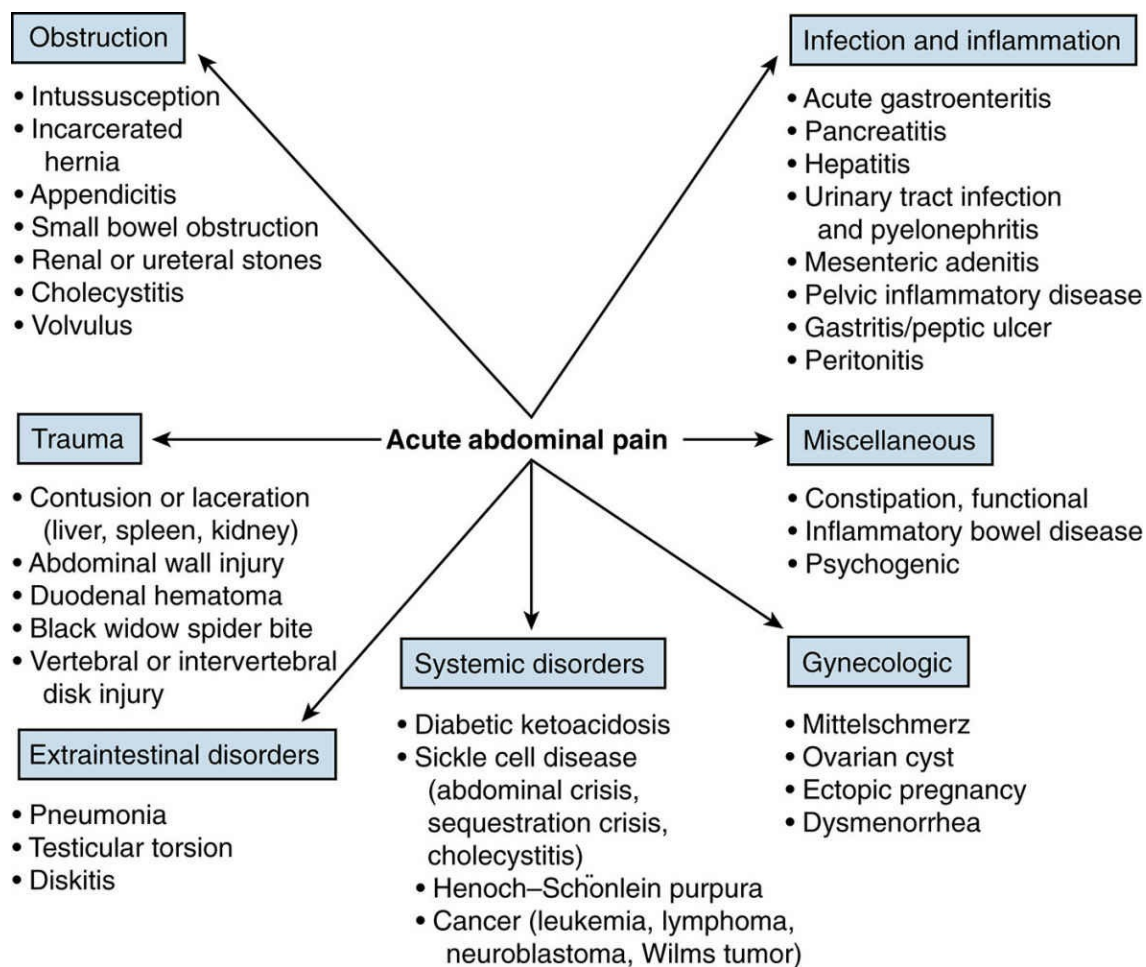 Obstruction
• Intussusception
• Incarcerated
hernia
• Appendicitis
• Small bowel obstruction
• Renal or ureteral stones
• Cholecystitis
• Volvulus
Infection and inflammation
• Acute gastroenteritis
• Pancreatitis
• Hepatitis
• Urinary tract infection
and pyelonephritis
• Mesenteric adenitis
• Pelvic inflammatory disease
• Gastritis/peptic ulcer
• Peritonitis
Acute abdominal pain
Trauma
• Contusion or laceration
(liver, spleen, kidney)
• Abdominal wall injury
• Duodenal hematoma
• Black widow spider bite
• Vertebral or intervertebral
disk injury
Miscellaneous
• Constipation, functional
• Inflammatory bowel disease
• Psychogenic
Extraintestinal disorders
• Pneumonia
• Testicular torsion
• Diskitis
Systemic disorders
• Diabetic ketoacidosis
• Sickle cell disease
(abdominal crisis,
sequestration crisis,
cholecystitis)
• Henoch–Schönlein purpura
• Cancer (leukemia, lymphoma,
neuroblastoma, Wilms tumor)
Gynecologic
• Mittelschmerz
• Ovarian cyst
• Ectopic pregnancy
• Dysmenorrhea